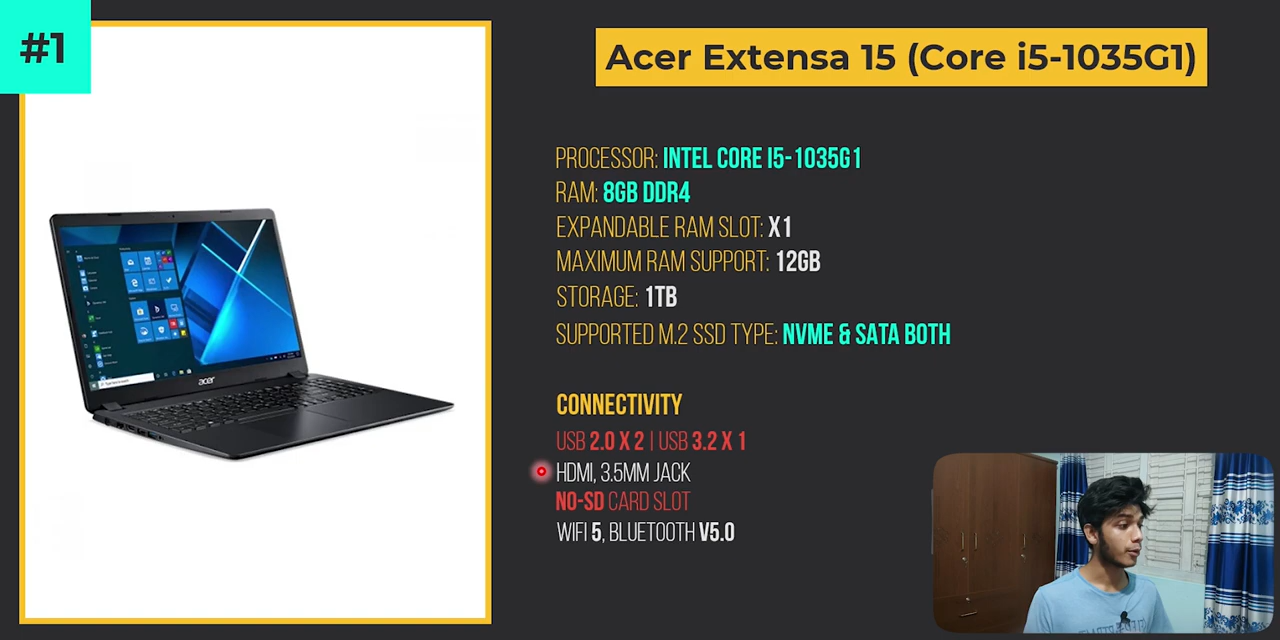 #1
Acer Extensa 15 (Core i5-1035G1)
PROCESSOR: INTEL CORE I5-1035G1
RAM: 8GB DDR4
EXPANDABLE RAM SLOT: X1
MAXIMUM RAM SUPPORT: 12GB
STORAGE: 1TB
SUPPORTED M.2 SSD TYPE: NVME & SATA BOTH
CONNECTIVITY
USB 2.0 X 2 | USB 3.2 X 1
HDMI, 3.5MM JACK
NO-SD CARD SLOT
WIFI 5, BLUETOOTH V5.0
acer